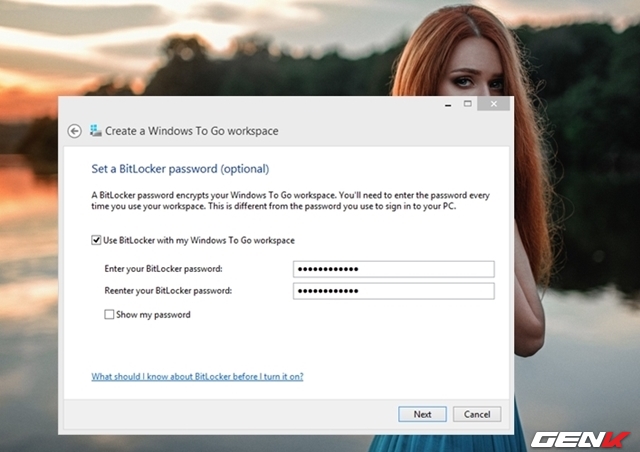 Create a Windows To Go workspace
Set a BitLocker password (optional)
A BitLocker password encrypts your Windows To Go workspace. You'll need to enter the password every
time you use your workspace. This is different from the password you use to sign in to your PC.
Use BitLocker with my Windows To Go workspace
Enter your BitLocker password: ●●●●●●●●●●●●
Reenter your BitLocker password: ●●●●●●●●●●●●
Show my password
What should I know about BitLocker before I turn it on?
Next Cancel
GENK